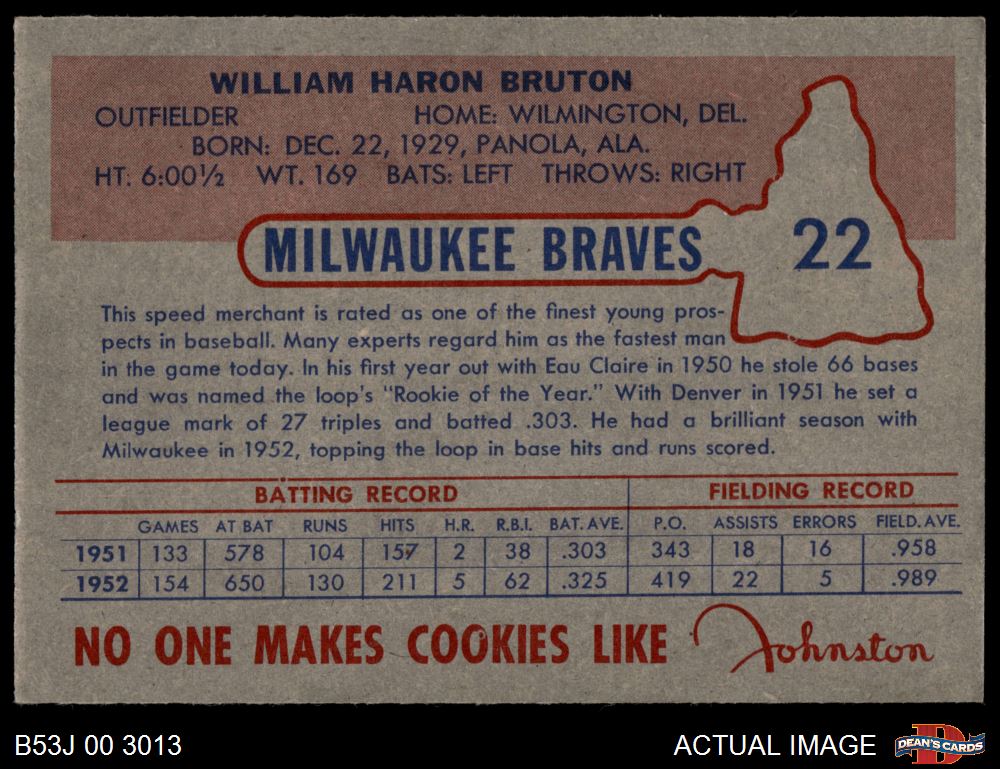 WILLIAM HARON BRUTON
OUTFIELDER HOME: WILMINGTON, DEL.
BORN: DEC. 22, 1929, PANOLA, ALA.
HT: 6:00½ WT. 169 BATS: LEFT THROWS: RIGHT
MILWAUKEE BRAVES 22
This speed merchant is rated as one of the finest young pros-
pects in baseball. Many experts regard him as the fastest man
in the game today. In his first year out with Eau Claire in 1950 he stole 66 bases
and was named the loop's "Rookie of the Year." With Denver in 1951 he set a
league mark of 27 triples and batted .303. He had a brilliant season with
Milwaukee in 1952, topping the loop in base hits and runs scored.
BATTING RECORD FIELDING RECORD
GAMES AT BAT RUNS HITS H.R. R.B.I. BAT. AVE. P.O. ASSISTS ERRORS FIELD. AVE.
1951 133 578 104 157 2 38 .303 343 18 16 .958
1952 154 650 130 211 5 62 .325 419 22 5 .989
NO ONE MAKES COOKIES LIKE Johnston
B53J 00 3013 ACTUAL IMAGE DEAN'S CARDS